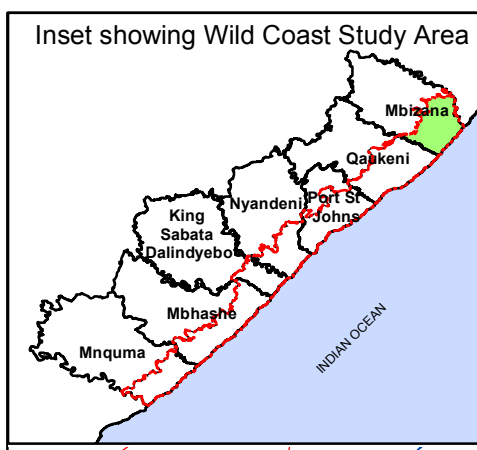 Inset showing Wild Coast Study Area
Mbizana
Qaukeni
Nyandeni
Port St
Johns
King
Sabata
Dalindyebo
Mbhashe
Mnquma
INDIAN OCEAN